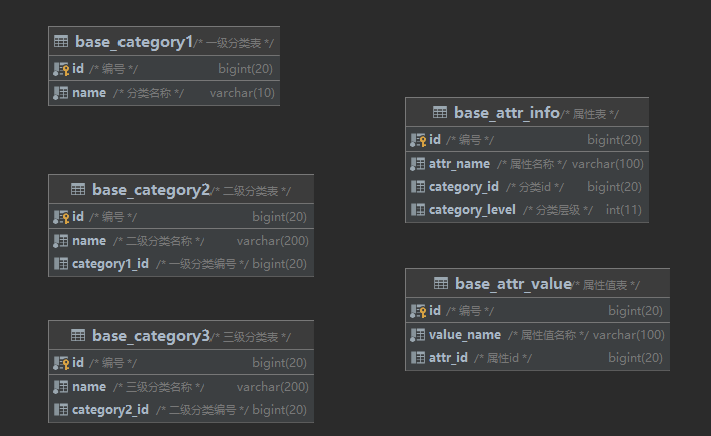 base_category1 /* 一级分类表 */
id /* 编号 */ bigint(20)
name /* 分类名称 */ varchar(10)
base_category2 /* 二级分类表 */
id /* 编号 */ bigint(20)
name /* 二级分类名称 */ varchar(200)
category1_id /* 一级分类编号 */ bigint(20)
base_category3 /* 三级分类表 */
id /* 编号 */ bigint(20)
name /* 三级分类名称 */ varchar(200)
category2_id /* 二级分类编号 */ bigint(20)
base_attr_info /* 属性表 */
id /* 编号 */ bigint(20)
attr_name /* 属性名称 */ varchar(100)
category_id /* 分类id */ bigint(20)
category_level /* 分类层级 */ int(11)
base_attr_value /* 属性值表 */
id /* 编号 */ bigint(20)
value_name /* 属性值名称 */ varchar(100)
attr_id /* 属性id */ bigint(20)